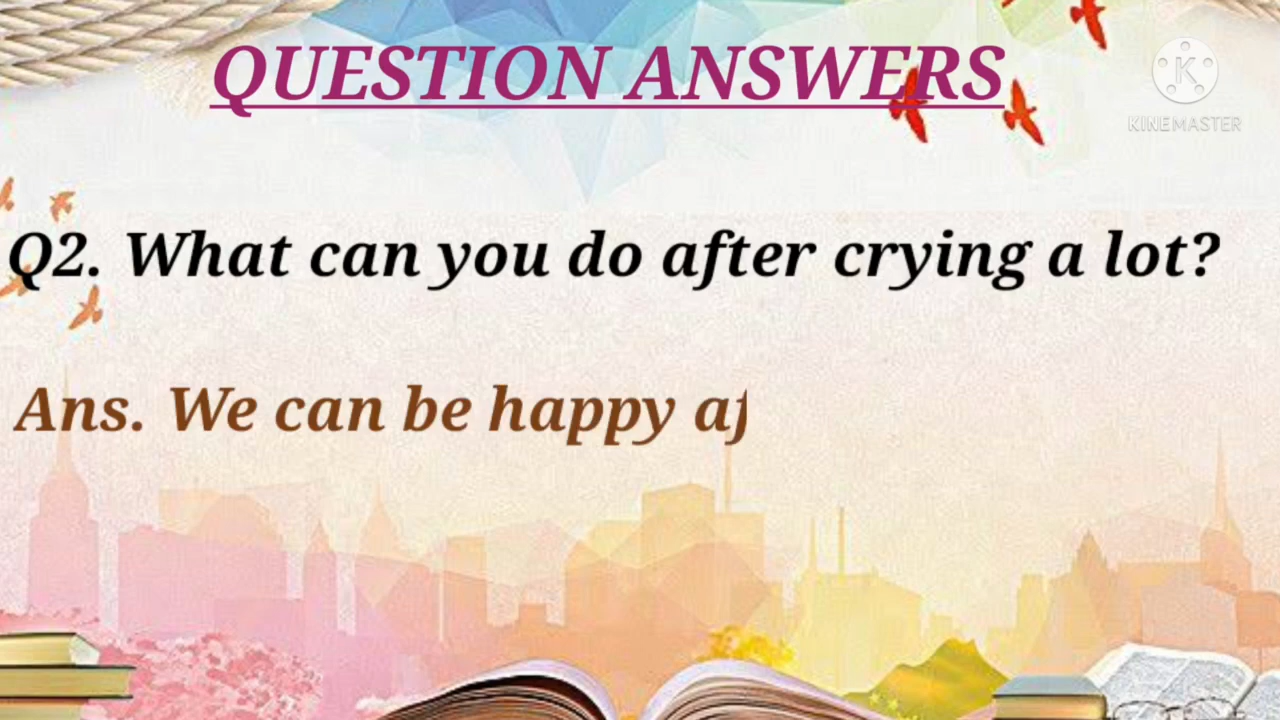 QUESTION ANSWERS
KINEMASTER
Q2. What can you do after crying a lot?
Ans. We can be happy